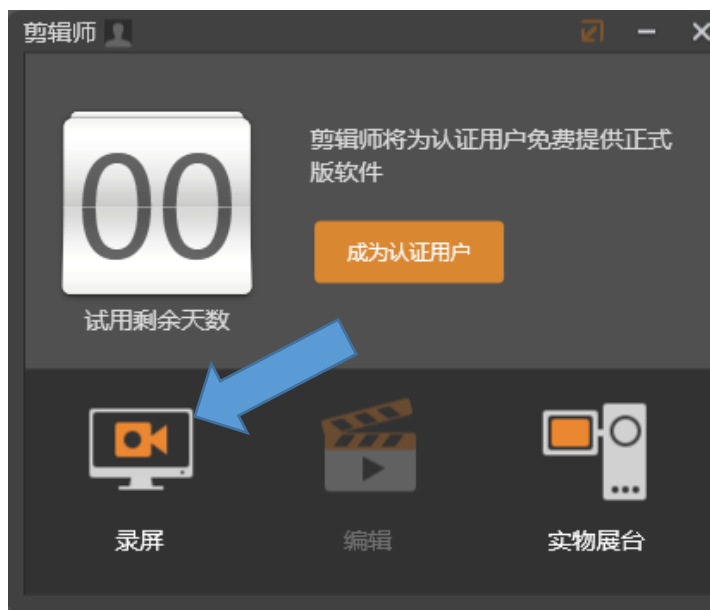 剪辑师
剪辑师将为认证用户免费提供正式
版软件
00
成为认证用户
试用剩余天数
录屏
编辑
实物展台